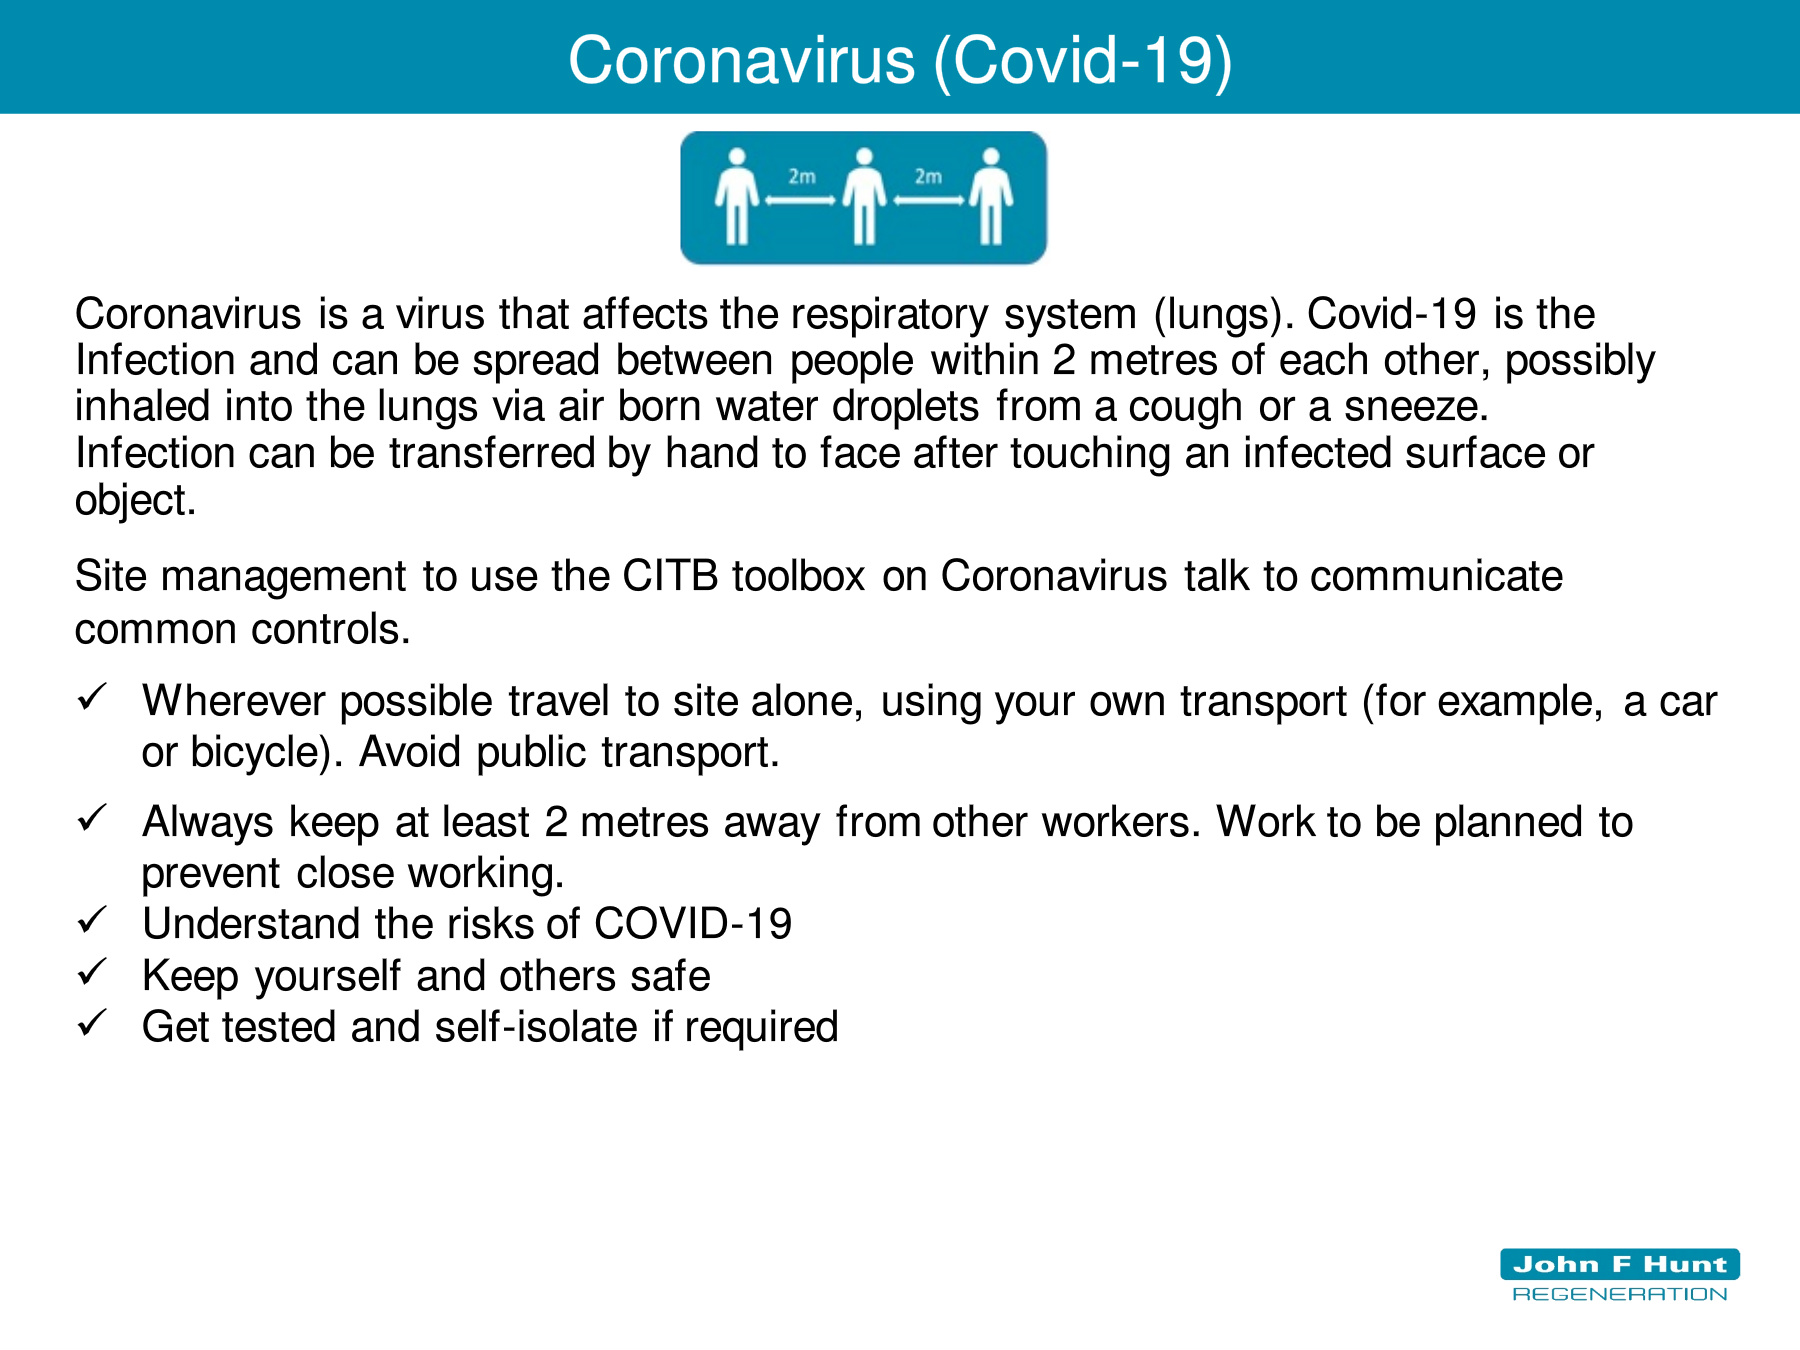 Coronavirus (Covid-19)
2m 2m
Coronavirus is a virus that affects the respiratory system (lungs). Covid-19 is the
Infection and can be spread between people within 2 metres of each other, possibly
inhaled into the lungs via air born water droplets from a cough or a sneeze.
Infection can be transferred by hand to face after touching an infected surface or
object.
Site management to use the CITB toolbox on Coronavirus talk to communicate
common controls.
✓ Wherever possible travel to site alone, using your own transport (for example, a car
or bicycle). Avoid public transport.
✓ Always keep at least 2 metres away from other workers. Work to be planned to
prevent close working.
✓ Understand the risks of COVID-19
✓ Keep yourself and others safe
✓ Get tested and self-isolate if required
John F Hunt
REGENERATION